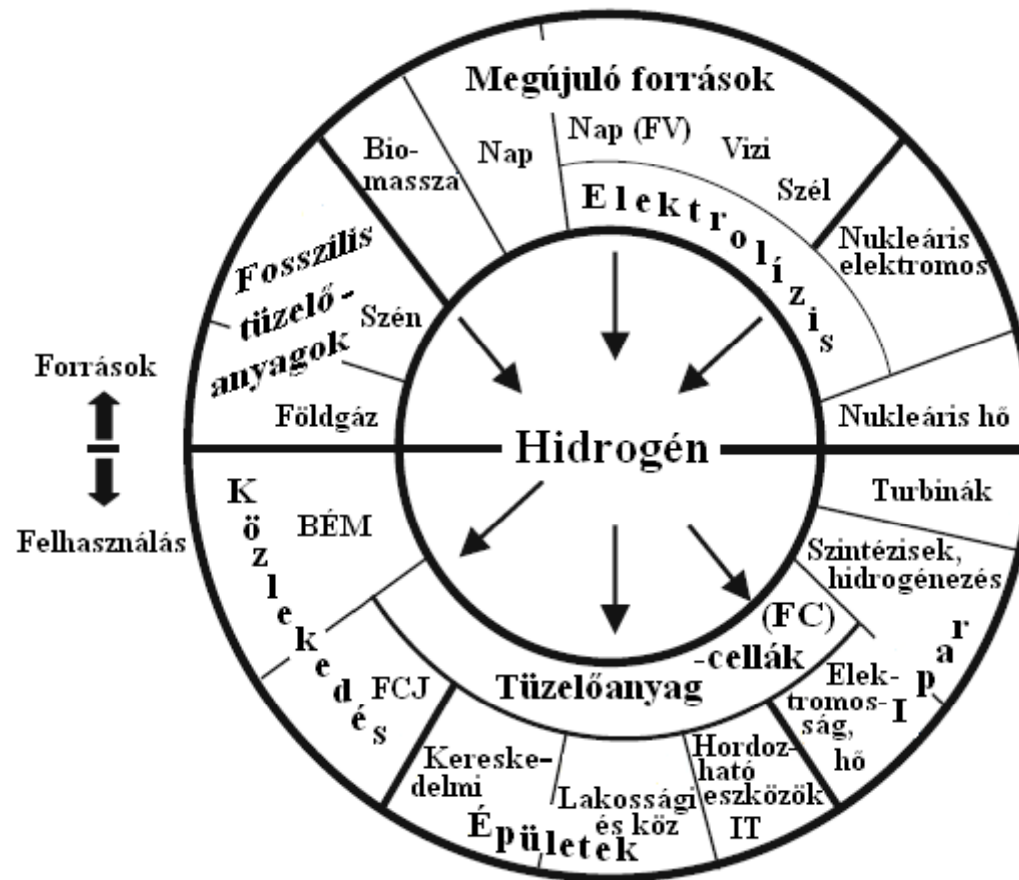 Megújuló források
Bio-
massza
Nap
Nap (FV)
Vizi
Szél
Elektrolízis
Nukleáris
elektromos
Fosszilis
tüzelő-
anyagok
Szén
Földgáz
Nukleáris hő
Források
Felhasználás
Hidrogén
Közlekedés
BÉM
FCJ
Turbinák
Szintézisek,
hidrogénezés
Ipar
Elek-
tromos-
ság,
hő
(FC)
-cellák
Tüzelőanyag
Hordoz-
ható
eszközök
IT
Kereske-
delmi
Lakossági
és köz
Épületek